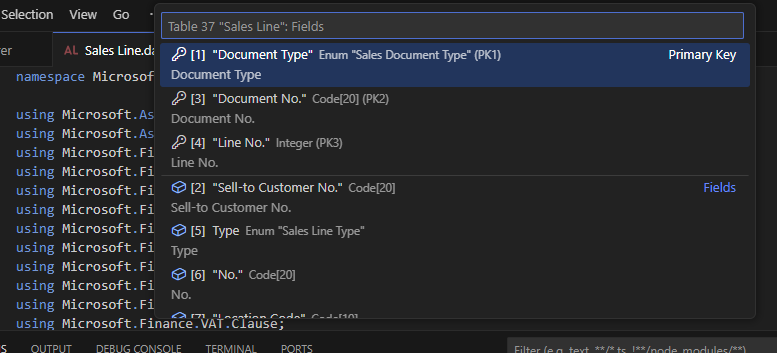 Selection View Go ·
Table 37 "Sales Line": Fields
AL Sales Line.da
[1] "Document Type" Enum "Sales Document Type" (PK1) Primary Key
Document Type
[3] "Document No." Code[20] (PK2)
Document No.
[4] "Line No." Integer (PK3)
Line No.
[2] "Sell-to Customer No." Code[20] Fields
Sell-to Customer No.
[5] Type Enum "Sales Line Type"
Type
[6] "No." Code[20]
No.
[7] "Location Code" Code[10]
namespace Microsof
using Microsoft.As
using Microsoft.As
using Microsoft.Fi
using Microsoft.Fi
using Microsoft.Fi
using Microsoft.Fi
using Microsoft.Fi
using Microsoft.Fi
using Microsoft.Fi
using Microsoft.Fi
using Microsoft.Fi
using Microsoft.Finance.VAT.Clause;
OUTPUT DEBUG CONSOLE TERMINAL PORTS
Filter (e.g. text, **/*.ts, !**/node_modules/**)